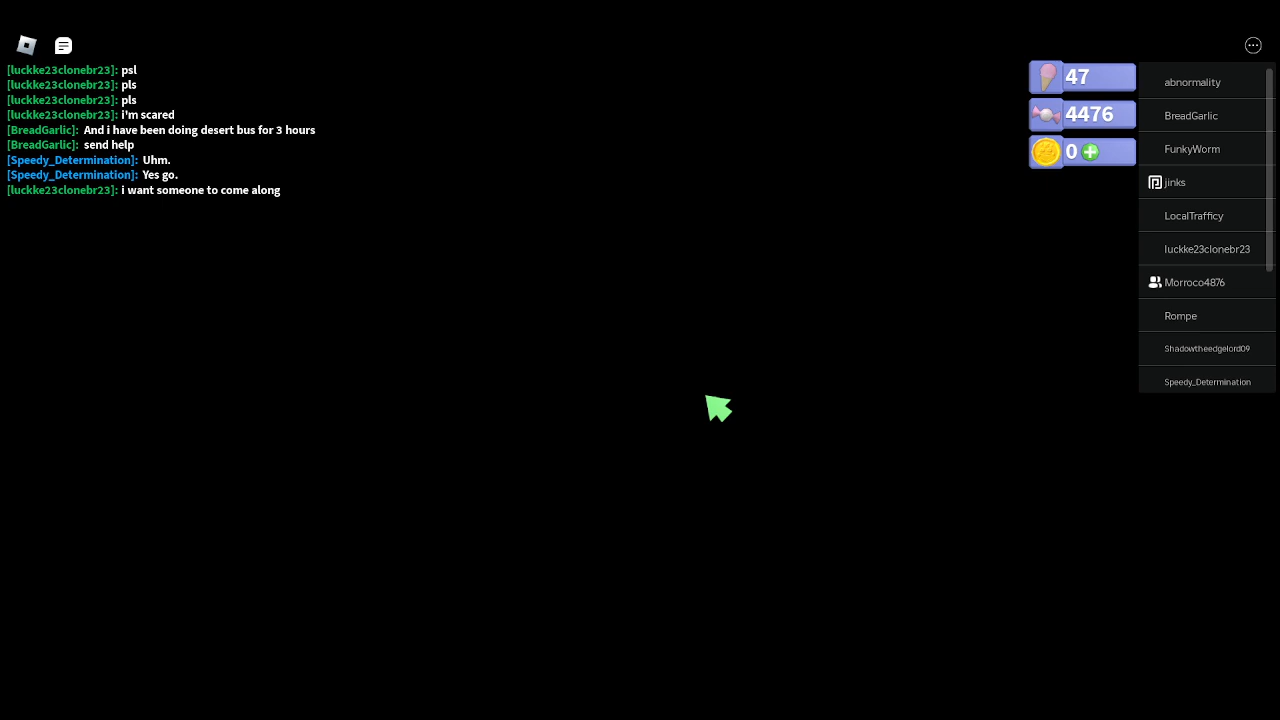 [luckke23clonebr23]: psl
[luckke23clonebr23]: pls
[luckke23clonebr23]: pls
[luckke23clonebr23]: i'm scared
[BreadGarlic]: And i have been doing desert bus for 3 hours
[BreadGarlic]: send help
[Speedy_Determination]: Uhm.
[Speedy_Determination]: Yes go.
[luckke23clonebr23]: i want someone to come along
47
4476
0
abnormality
BreadGarlic
FunkyWorm
jinks
LocalTrafficy
luckke23clonebr23
Morroco4876
Rompe
Shadowtheedgelord09
Speedy_Determination